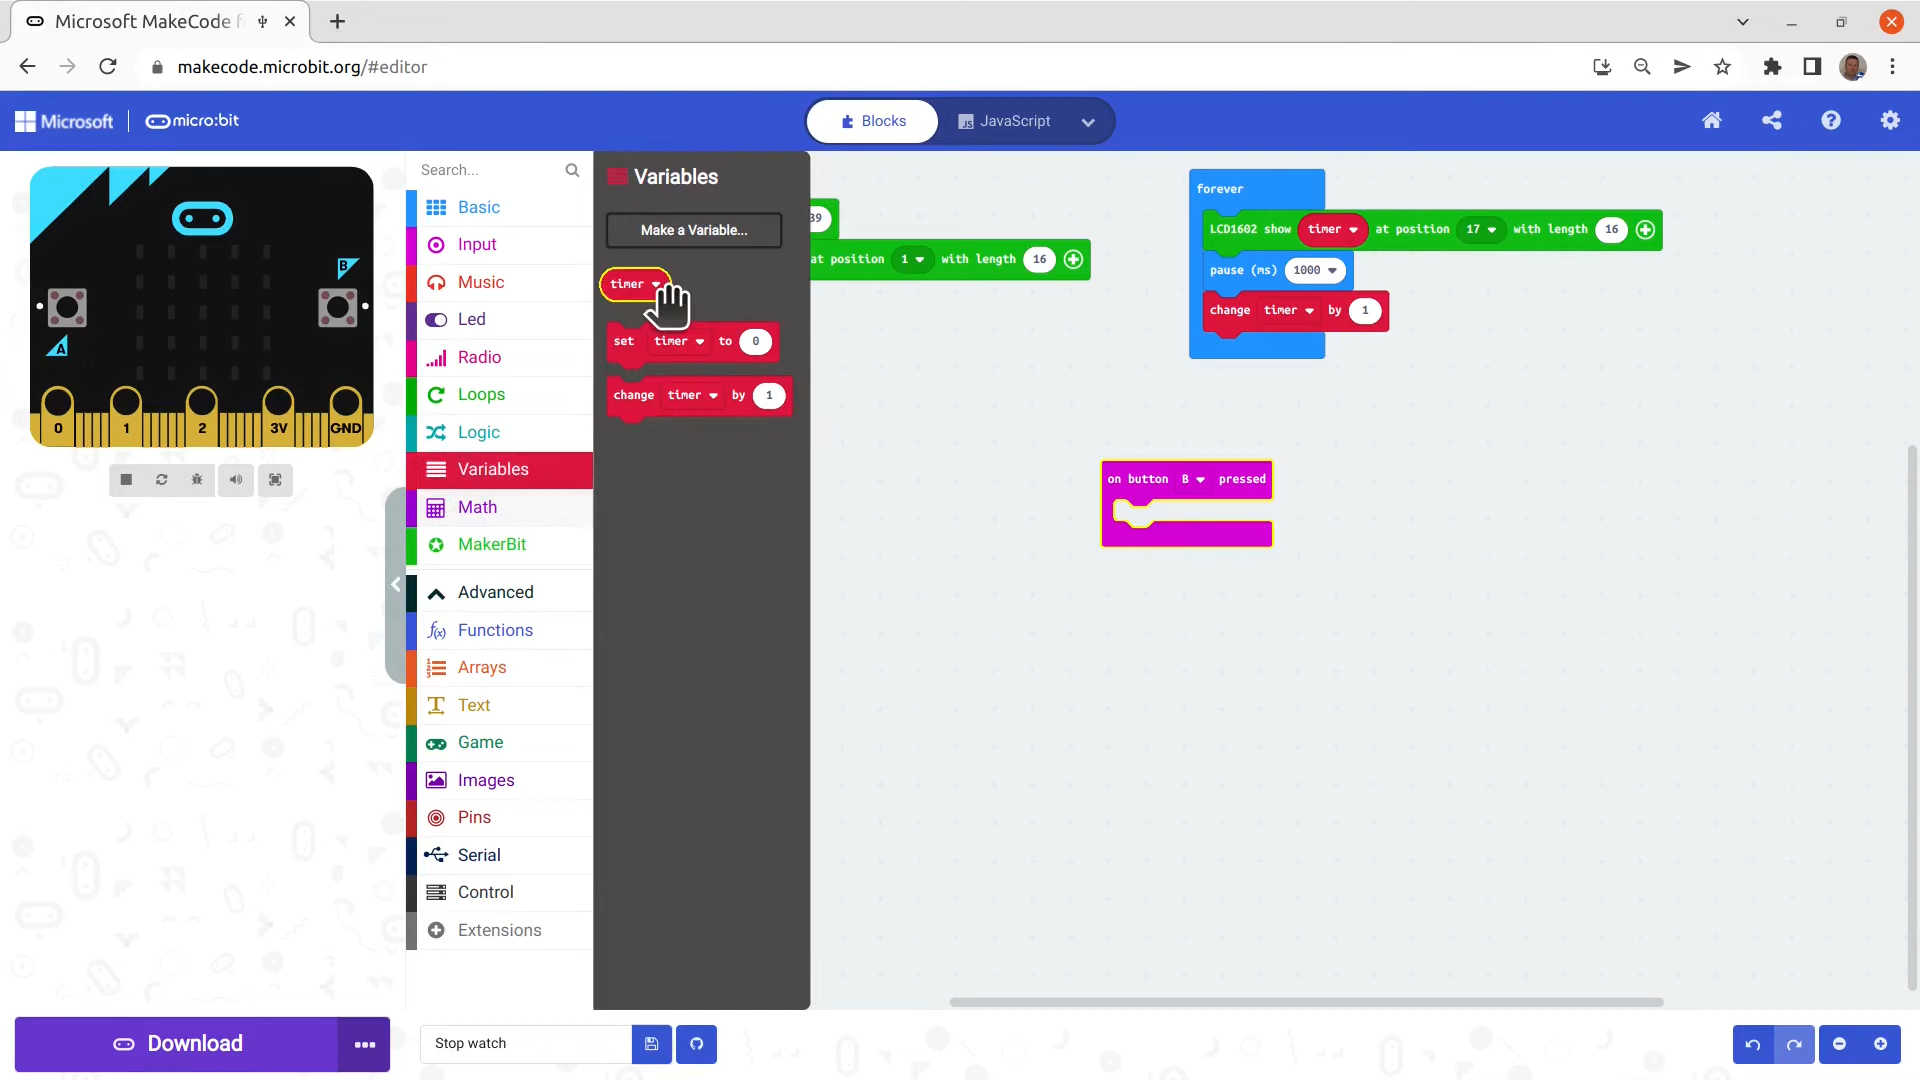 Microsoft MakeCode f
makecode.microbit.org/#editor
Microsoft
micro:bit
Blocks
JavaScript
Search...
Basic
Input
Music
Led
Radio
Loops
Logic
Variables
Math
MakerBit
Advanced
Functions
Arrays
Text
Game
Images
Pins
Serial
Control
Extensions
B
A
0 1 2 3V GND
Variables
Make a Variable...
timer
set timer to 0
change timer by 1
39
at position 1 with length 16
forever
LCD1602 show timer at position 17 with length 16
pause (ms) 1000
change timer by 1
on button B pressed
Download
Stop watch